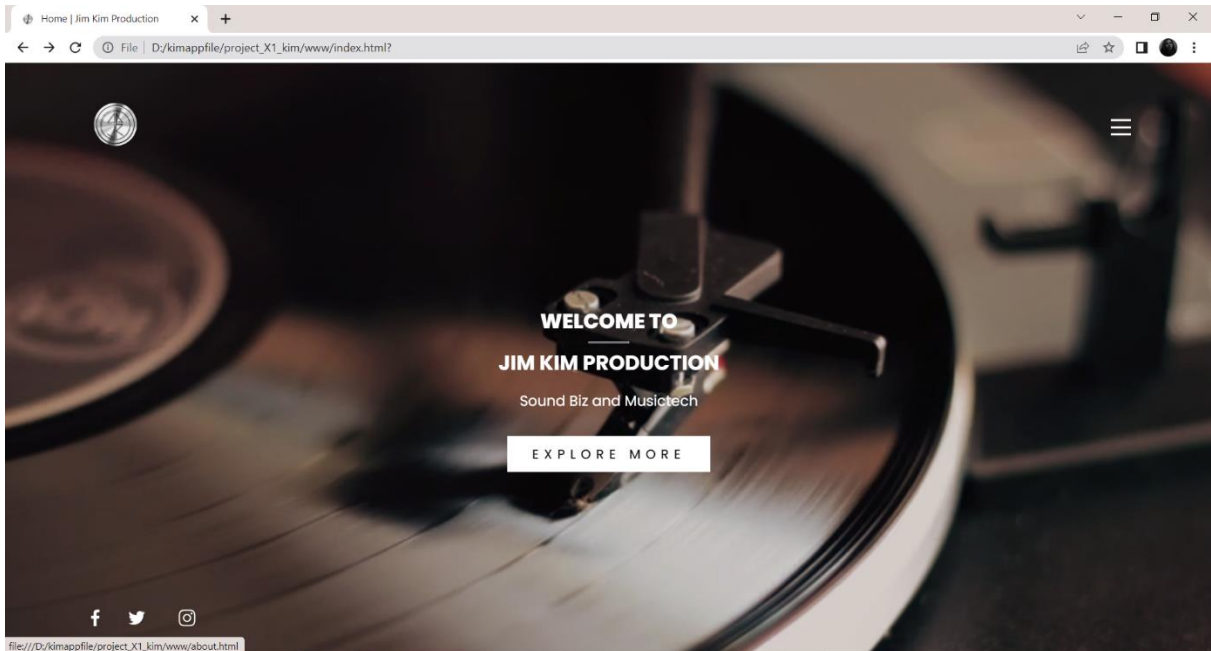 Home | Jim Kim Production
File | D:/kimappfile/project_X1_kim/www/index.html?
WELCOME TO
JIM KIM PRODUCTION
Sound Biz and Musictech
EXPLORE MORE
file:///D:/kimappfile/project_X1_kim/www/about.html